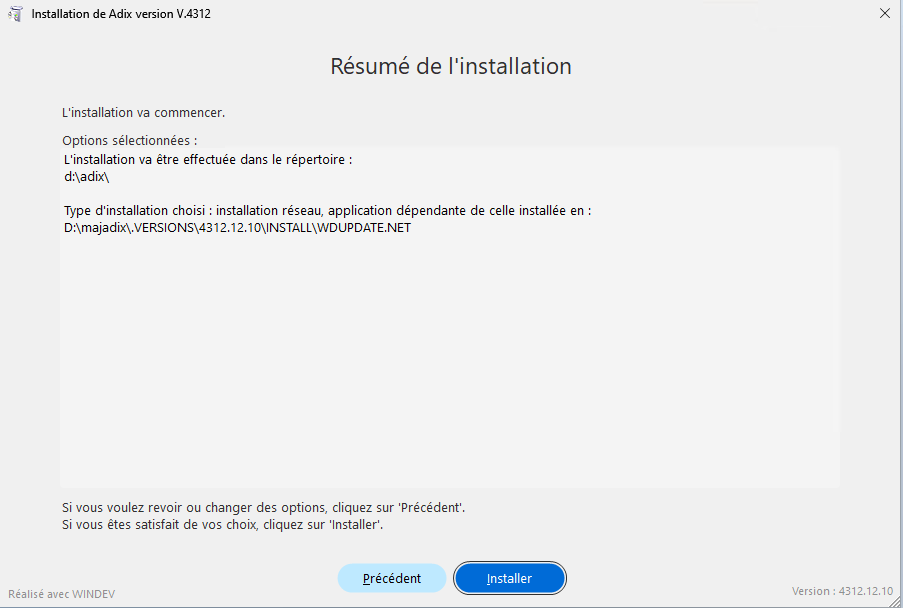 Installation de Adix version V.4312
Résumé de l'installation
L'installation va commencer.
Options sélectionnées :
L'installation va être effectuée dans le répertoire :
d:\adix\
Type d'installation choisi : installation réseau, application dépendante de celle installée en :
D:\majadix\.VERSIONS\4312.12.10\INSTALL\WDUPDATE.NET
Si vous voulez revoir ou changer des options, cliquez sur 'Précédent'.
Si vous êtes satisfait de vos choix, cliquez sur 'Installer'.
Précédent
Installer
Réalisé avec WINDEV
Version : 4312.12.10